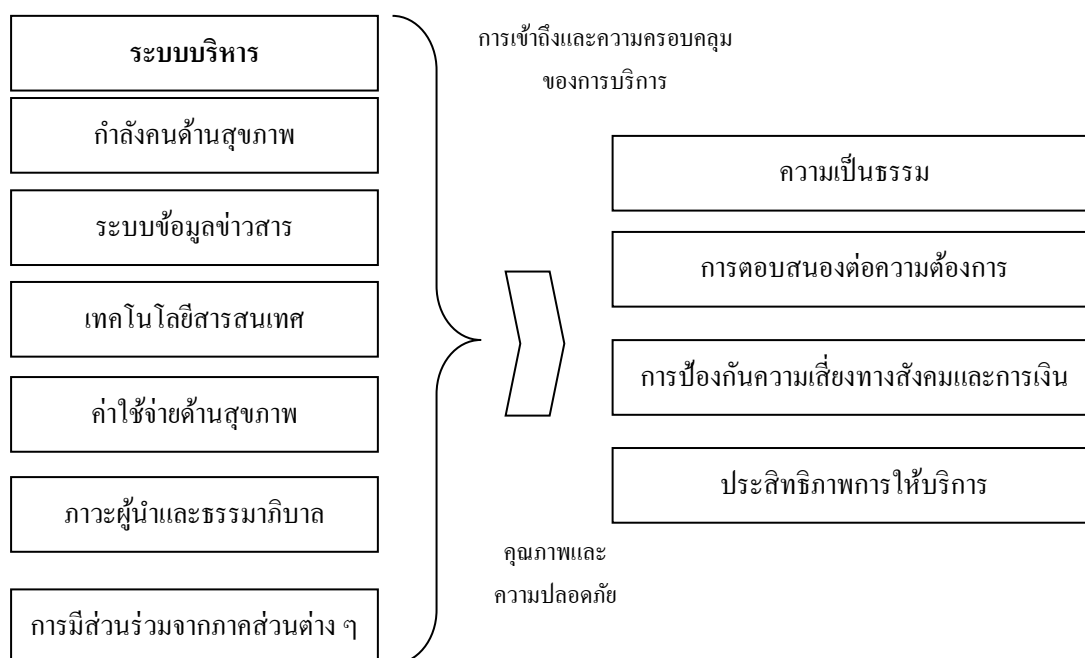 ระบบบริหาร
กำลังคนด้านสุขภาพ
ระบบข้อมูลข่าวสาร
เทคโนโลยีสารสนเทศ
ค่าใช้จ่ายด้านสุขภาพ
ภาวะผู้นำและธรรมาภิบาล
การมีส่วนร่วมจากภาคส่วนต่าง ๆ
การเข้าถึงและความครอบคลุม
ของการบริการ
คุณภาพและ
ความปลอดภัย
ความเป็นธรรม
การตอบสนองต่อความต้องการ
การป้องกันความเสี่ยงทางสังคมและการเงิน
ประสิทธิภาพการให้บริการ